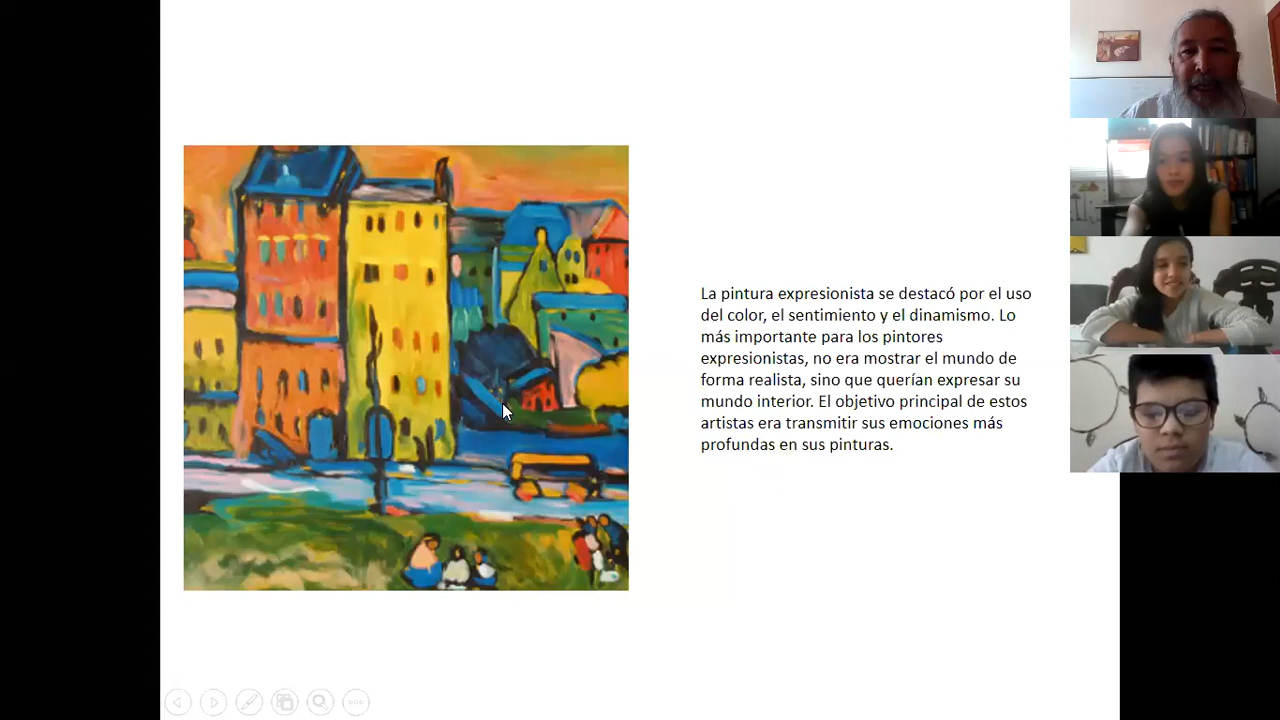 La pintura expresionista se destacó por el uso
del color, el sentimiento y el dinamismo. Lo
más importante para los pintores
expresionistas, no era mostrar el mundo de
forma realista, sino que querían expresar su
mundo interior. El objetivo principal de estos
artistas era transmitir sus emociones más
profundas en sus pinturas.